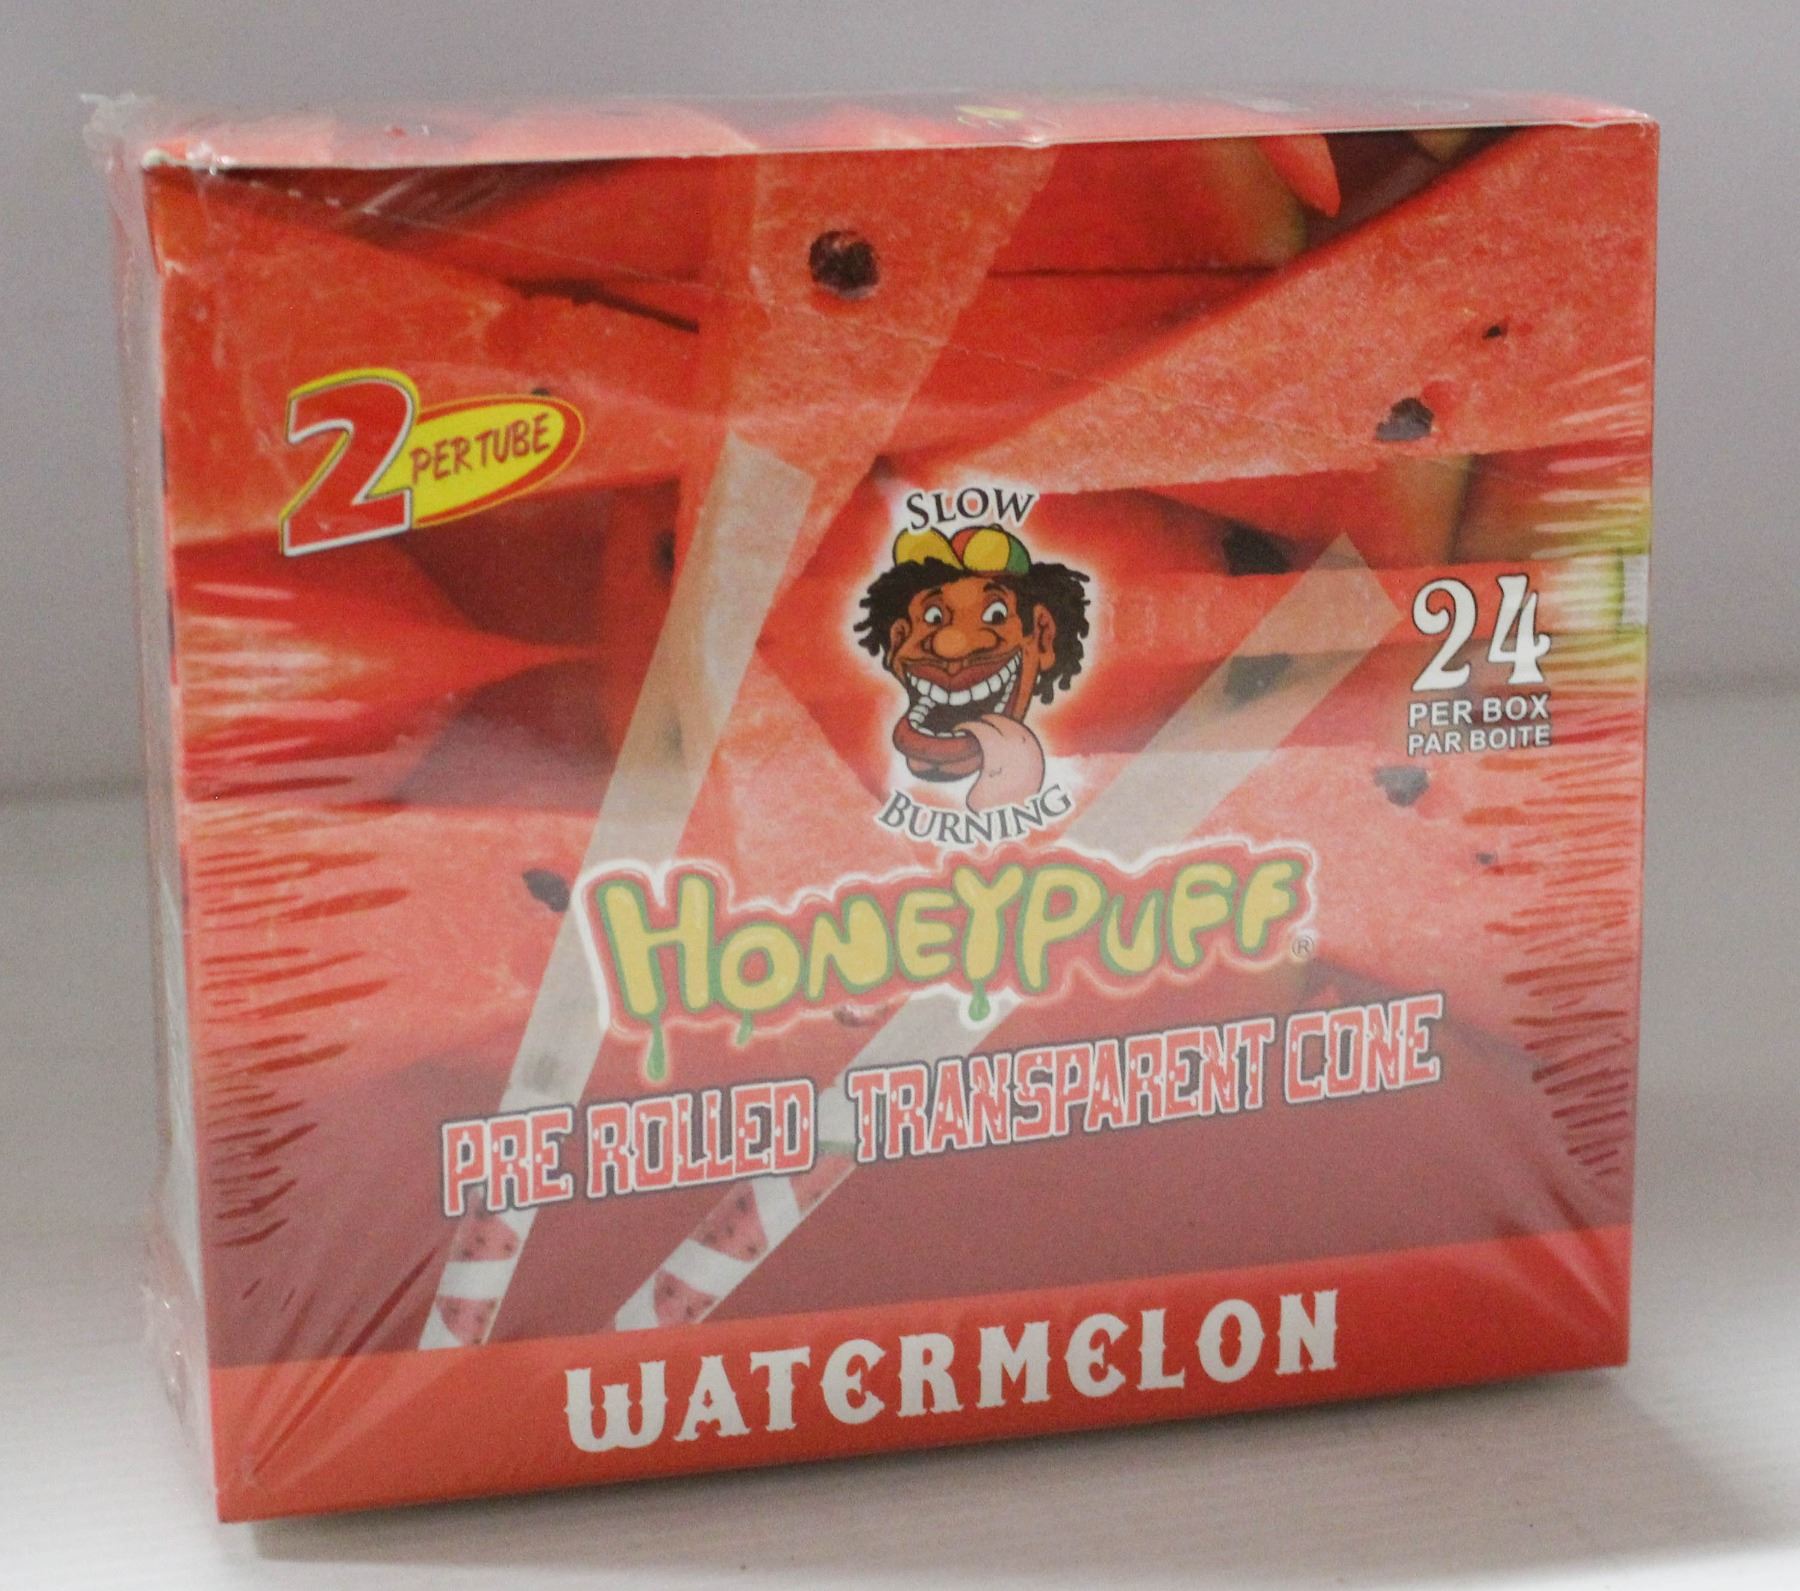 2 PER TUBE
SLOW
BURNING
24
PER BOX
PAR BOITE
HONEYPUFF®
PRE ROLLED TRANSPARENT CONE
WATERMELON